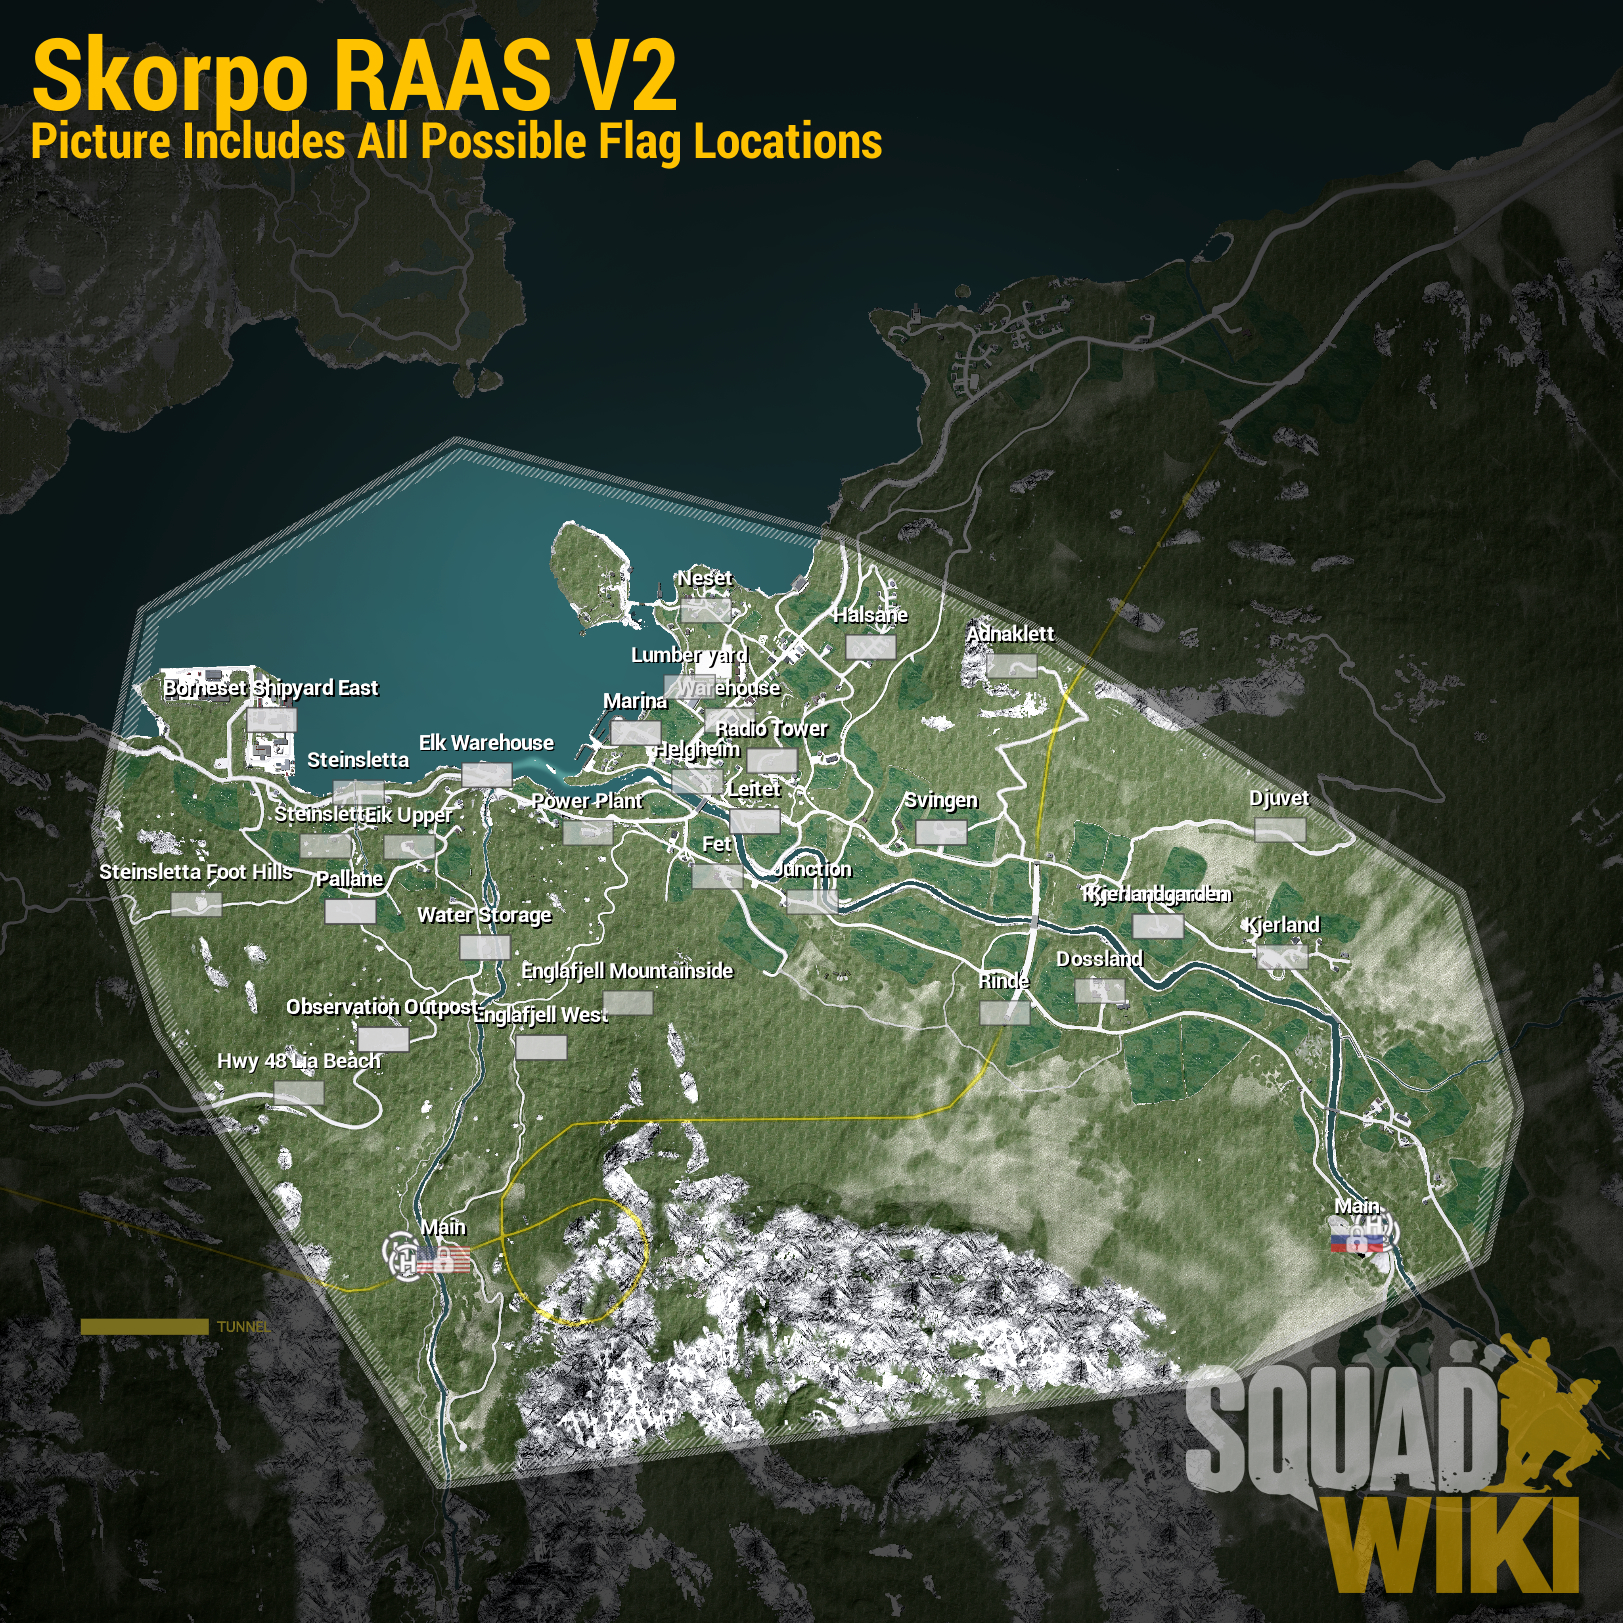 Skorpo RAAS V2
Picture Includes All Possible Flag Locations
Neset
Halsane
Adnaklett
Lumber yard
Borneset Shipyard East
Warehouse
Marina
Radio Tower
Elk Warehouse
Helgheim
Steinsletta
Leitet
Djuvet
Power Plant
Svingen
Eik Upper
Fet
Junction
Steinsletta Foot Hills
Pallane
Kjerlandgarden
Water Storage
Kjerland
Dossland
Englafjell Mountainside
Rinde
Observation Outpost
Englafjell West
Hwy 48 Lia Beach
Main
Main
TUNNEL
SQUAD
WIKI